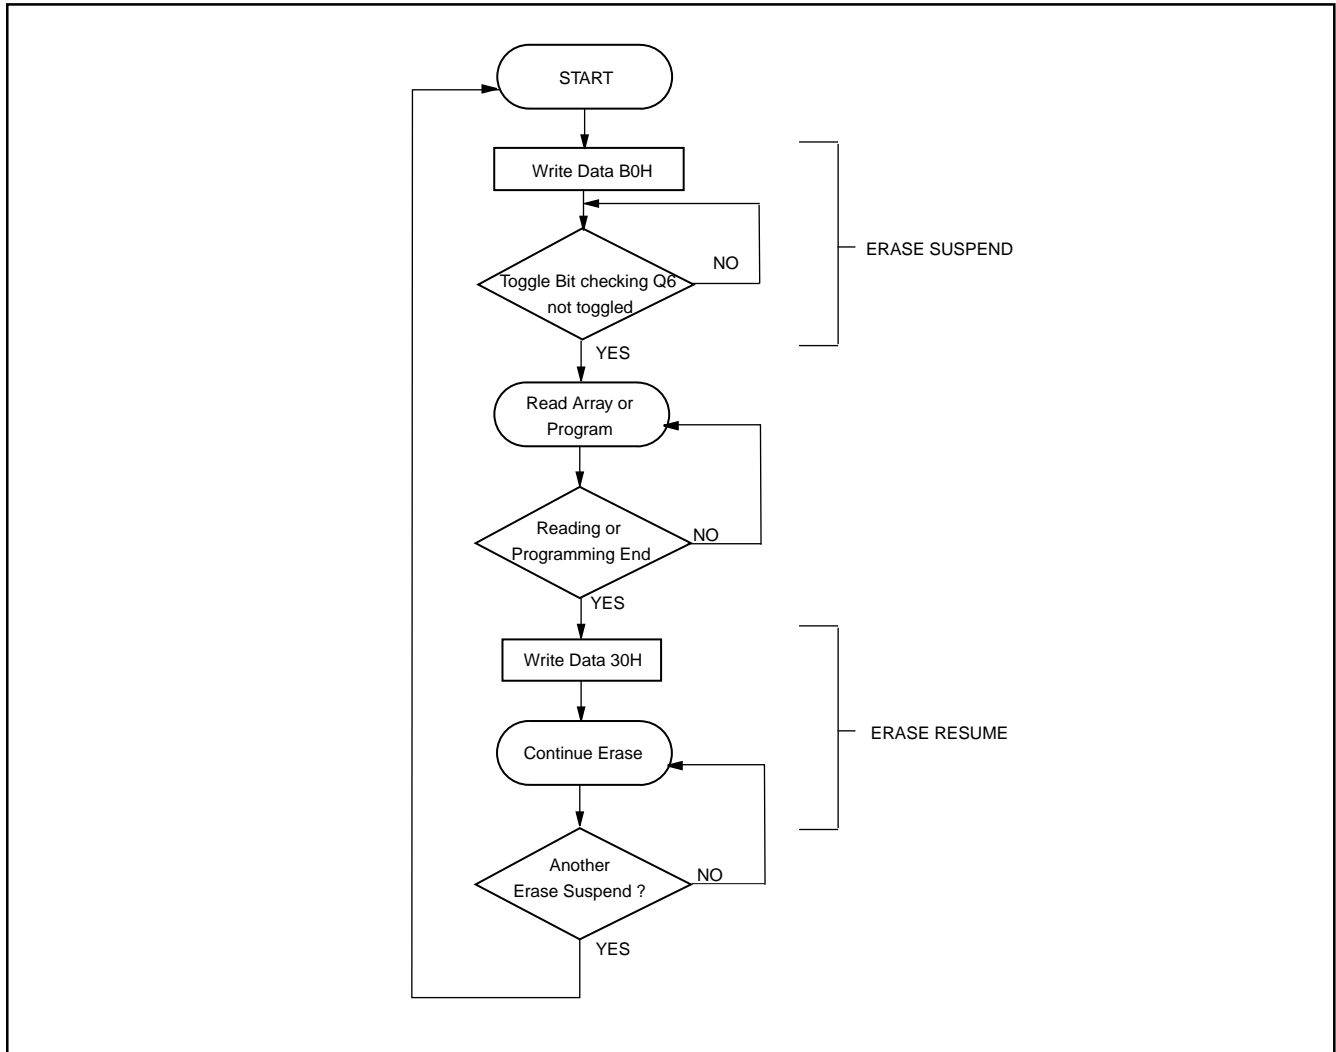 START
Write Data B0H
ERASE SUSPEND
NO
Toggle Bit checking Q6
not toggled
YES
Read Array or
Program
Reading or
NO
Programming End
YES
Write Data 30H
ERASE RESUME
Continue Erase
Another
NO
Erase Suspend ?
YES